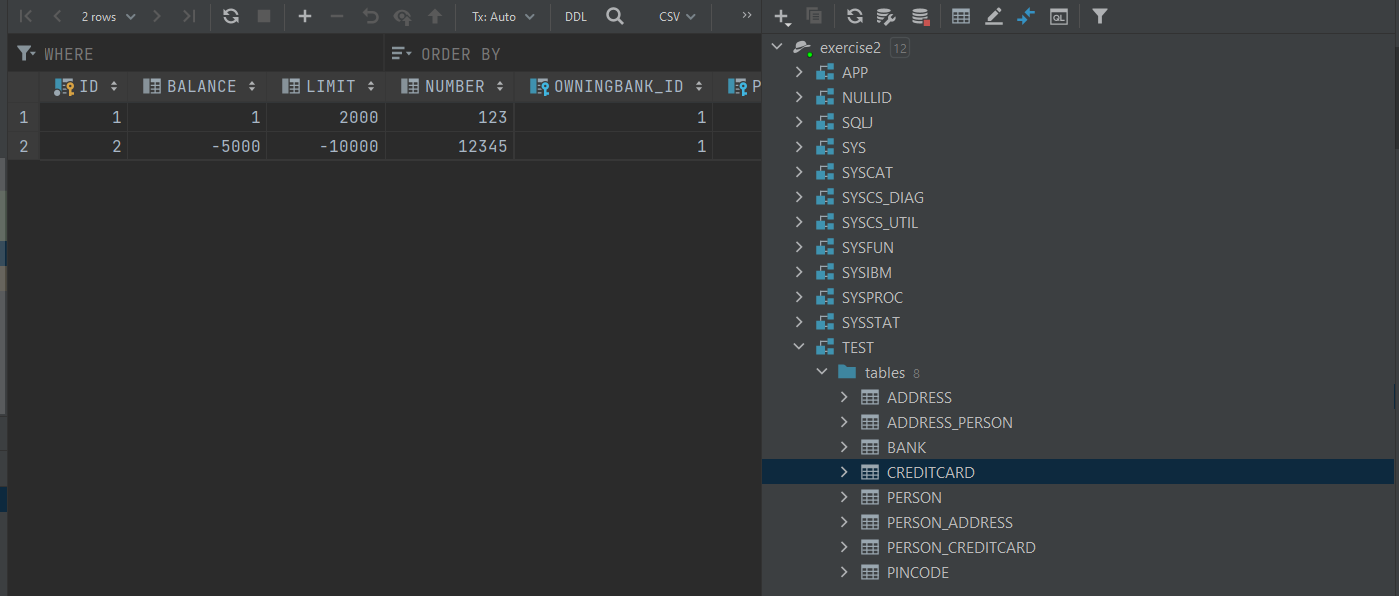 2 rows Tx: Auto DDL CSV
WHERE ORDER BY
ID BALANCE LIMIT NUMBER OWNINGBANK_ID P
1 1 1 2000 123 1
2 2 -5000 -10000 12345 1
QL
exercise2 12
APP
NULLID
SQLJ
SYS
SYSCAT
SYSCS_DIAG
SYSCS_UTIL
SYSFUN
SYSIBM
SYSPROC
SYSSTAT
TEST
tables 8
ADDRESS
ADDRESS_PERSON
BANK
CREDITCARD
PERSON
PERSON_ADDRESS
PERSON_CREDITCARD
PINCODE